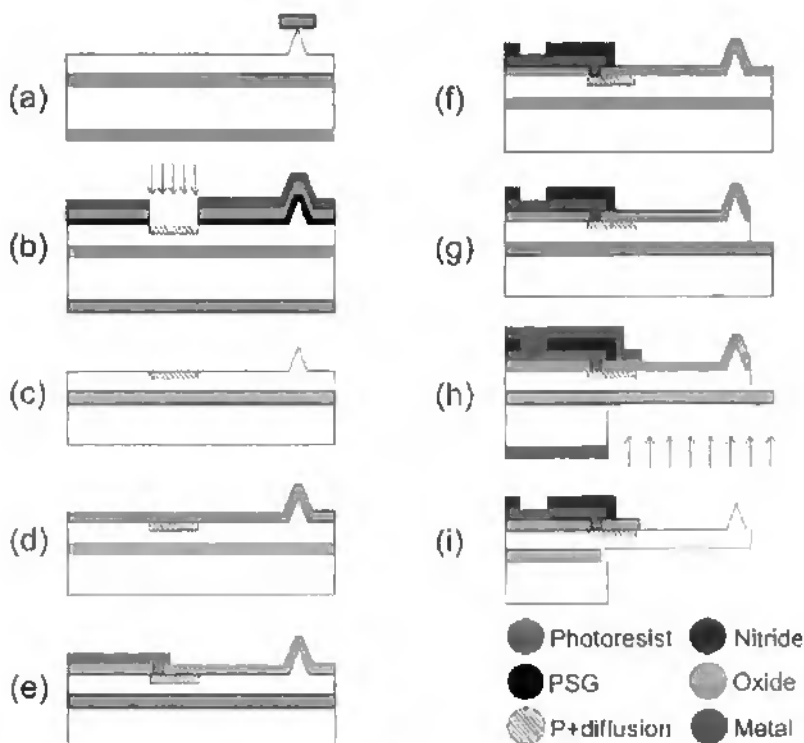 (a)
(b)
(c)
(d)
(e)
(f)
(g)
(h)
(i)
Photoresist
Nitride
PSG
Oxide
P+diffusion
Metal